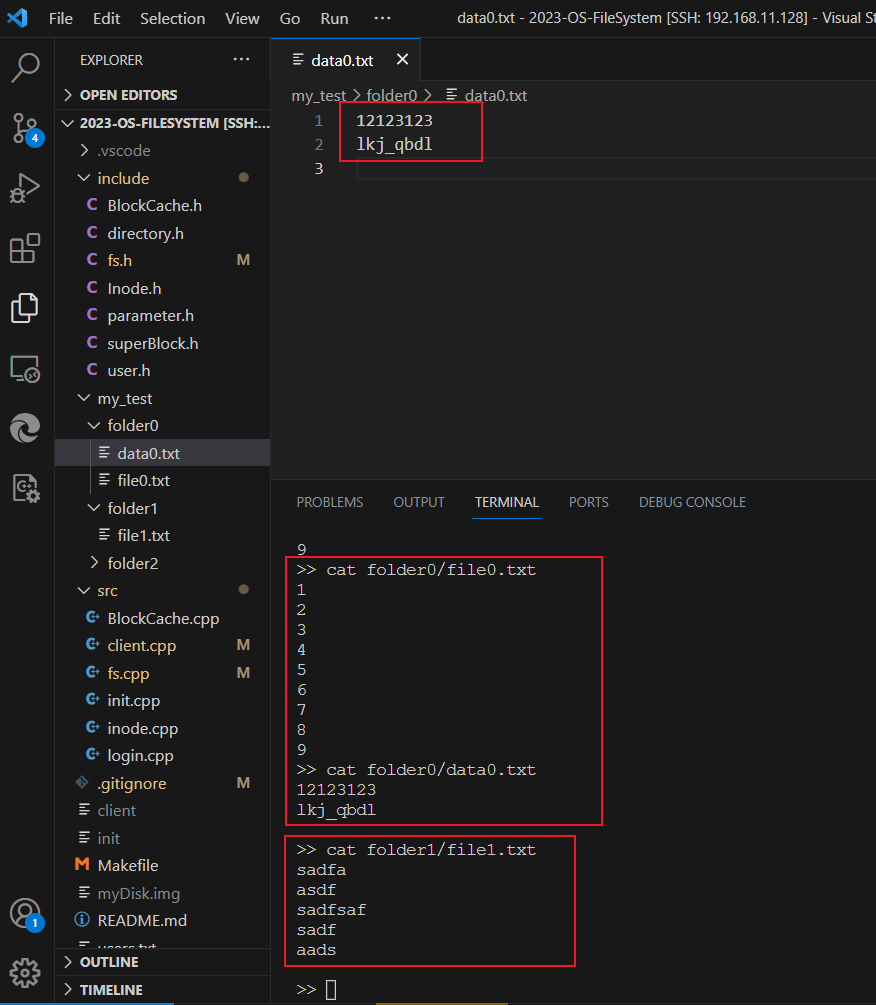 File Edit Selection View Go Run ··· data0.txt - 2023-OS-FileSystem [SSH: 192.168.11.128] - Visual St
EXPLORER ···
OPEN EDITORS
2023-OS-FILESYSTEM [SSH:...
.vscode
include
C BlockCache.h
C directory.h
C fs.h M
C Inode.h
C parameter.h
C superBlock.h
C user.h
my_test
folder0
data0.txt
file0.txt
folder1
file1.txt
folder2
src
BlockCache.cpp
client.cpp M
fs.cpp M
init.cpp
inode.cpp
login.cpp
.gitignore M
client
init
M Makefile
myDisk.img
README.md
users.txt
OUTLINE
TIMELINE
4
1
data0.txt
my_test > folder0 > data0.txt
1 12123123
2 lkj_qbdl
3
PROBLEMS OUTPUT TERMINAL PORTS DEBUG CONSOLE
9
>> cat folder0/file0.txt
1
2
3
4
5
6
7
8
9
>> cat folder0/data0.txt
12123123
lkj_qbdl
>> cat folder1/file1.txt
sadfa
asdf
sadfsaf
sadf
aads
>>